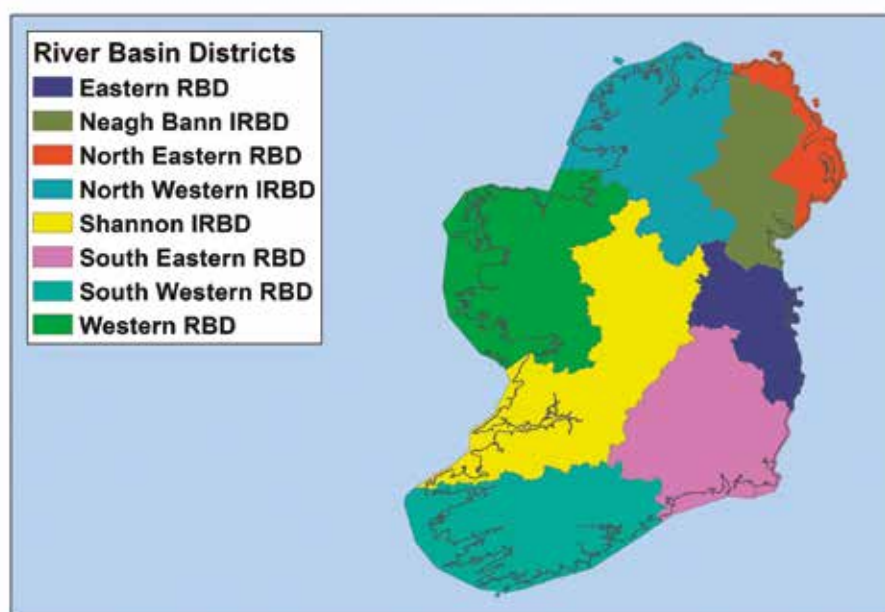 River Basin Districts
Eastern RBD
Neagh Bann IRBD
North Eastern RBD
North Western IRBD
Shannon IRBD
South Eastern RBD
South Western RBD
Western RBD